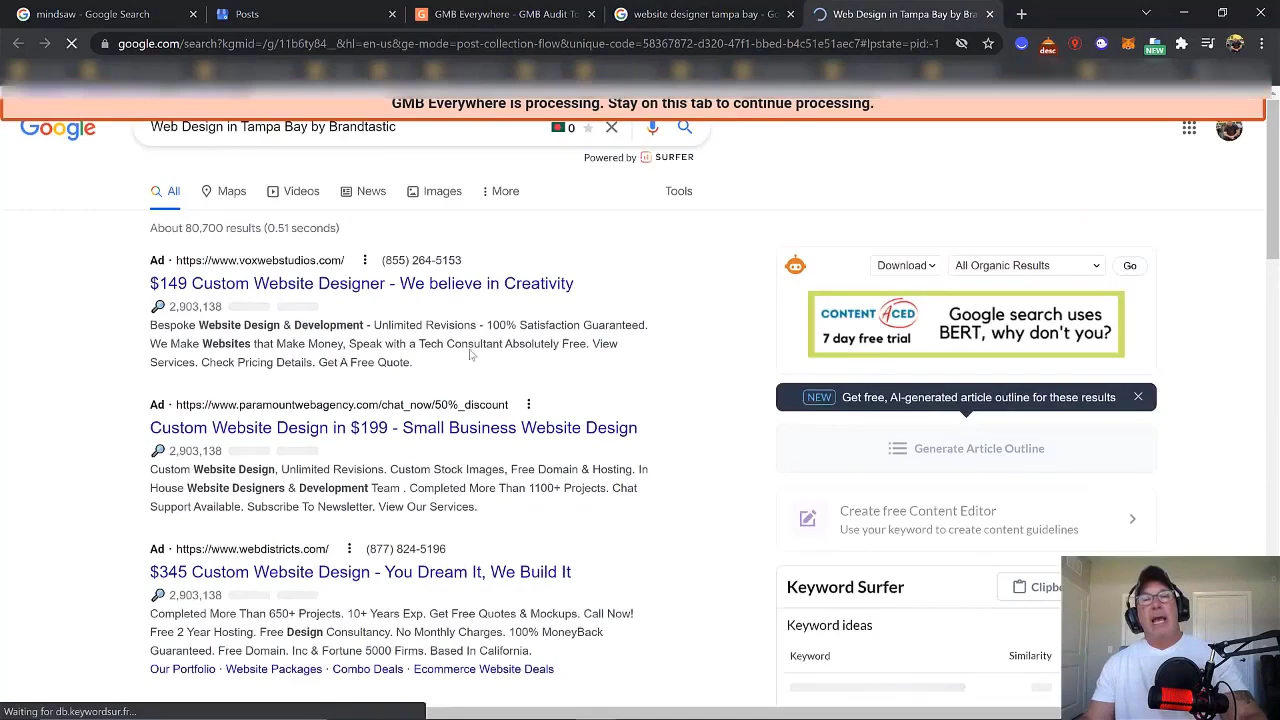 mindsaw - Google Search
Posts
GMB Everywhere - GMB Audit To
website designer tampa bay - Go
Web Design in Tampa Bay by Bra
google.com/search?kgmid=/g/11b6ty84__&hl=en-us&ge-mode=post-collection-flow&unique-code=58367872-d320-47f1-bbed-b4c51e51aec7#lpstate=pid:-1
desc
NEW
GMB Everywhere is processing. Stay on this tab to continue processing.
Google
Web Design in Tampa Bay by Brandtastic
0
Powered by SURFER
All
Maps
Videos
News
Images
More
Tools
About 80,700 results (0.51 seconds)
Ad · https://www.voxwebstudios.com/ (855) 264-5153
$149 Custom Website Designer - We believe in Creativity
2,903,138
Bespoke Website Design & Development - Unlimited Revisions - 100% Satisfaction Guaranteed.
We Make Websites that Make Money, Speak with a Tech Consultant Absolutely Free. View
Services. Check Pricing Details. Get A Free Quote.
Ad · https://www.paramountwebagency.com/chat_now/50%_discount
Custom Website Design in $199 - Small Business Website Design
2,903,138
Custom Website Design, Unlimited Revisions. Custom Stock Images, Free Domain & Hosting. In
House Website Designers & Development Team . Completed More Than 1100+ Projects. Chat
Support Available. Subscribe To Newsletter. View Our Services.
Ad · https://www.webdistricts.com/ (877) 824-5196
$345 Custom Website Design - You Dream It, We Build It
2,903,138
Completed More Than 650+ Projects. 10+ Years Exp. Get Free Quotes & Mockups. Call Now!
Free 2 Year Hosting. Free Design Consultancy. No Monthly Charges. 100% MoneyBack
Guaranteed. Free Domain. Inc & Fortune 5000 Firms. Based In California.
Our Portfolio · Website Packages · Combo Deals · Ecommerce Website Deals
Download
All Organic Results
Go
CONTENT ACED
7 day free trial
Google search uses
BERT, why don't you?
NEW Get free, AI-generated article outline for these results
Generate Article Outline
Create free Content Editor
Use your keyword to create content guidelines
Keyword Surfer
Clipbo
Keyword ideas
Keyword
Similarity
Waiting for db.keywordsur.fr...